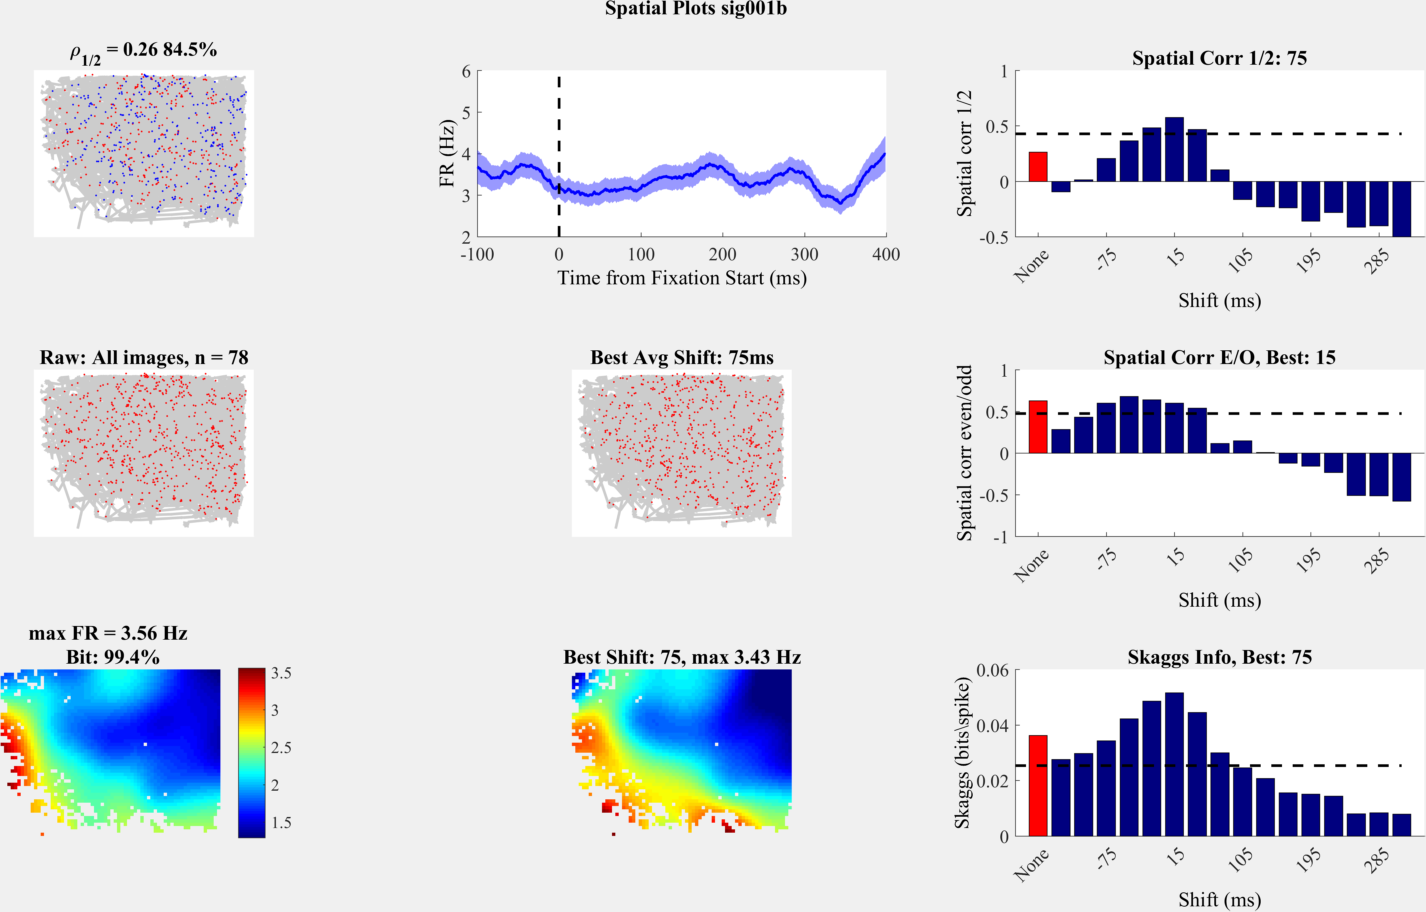 Spatial Plots sig001b
ρ1/2 = 0.26 84.5%
6
5
4
3
2
FR (Hz)
-100
0
100
200
300
400
Time from Fixation Start (ms)
Spatial Corr 1/2: 75
1
0.5
0
-0.5
Spatial corr 1/2
None
-75
15
105
195
285
Shift (ms)
Raw: All images, n = 78
Best Avg Shift: 75ms
Spatial Corr E/O, Best: 15
1
0.5
0
-0.5
-1
Spatial corr even/odd
None
-75
15
105
195
285
Shift (ms)
max FR = 3.56 Hz
Bit: 99.4%
3.5
3
2.5
2
1.5
Best Shift: 75, max 3.43 Hz
Skaggs Info, Best: 75
0.06
0.04
0.02
0
Skaggs (bits\spike)
None
-75
15
105
195
285
Shift (ms)